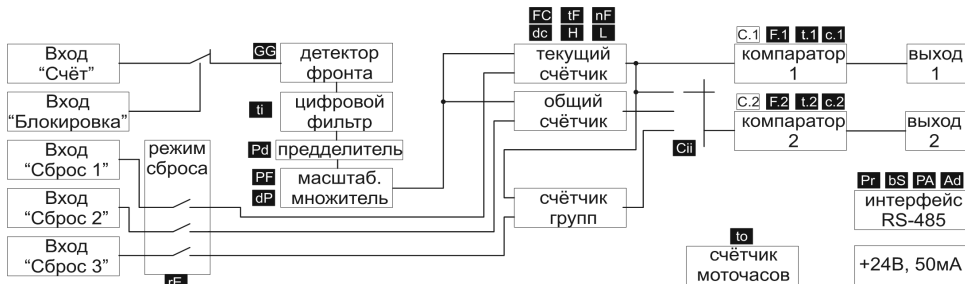 FC tF nF
dc H L
C.1 F.1 t.1 c.1
Вход
“Счёт”
GG
детектор
фронта
текущий
счётчик
компаратор
1
выход
1
Вход
“Блокировка”
ti
цифровой
фильтр
общий
счётчик
C.2 F.2 t.2 c.2
компаратор
2
выход
2
Cii
Вход
“Сброс 1”
режим
сброса
Pd
предделитель
PF
dP
масштаб.
множитель
Вход
“Сброс 2”
счётчик
групп
Pr bS PA Ad
интерфейс
RS-485
Вход
“Сброс 3”
rE
to
счётчик
моточасов
+24В, 50мА